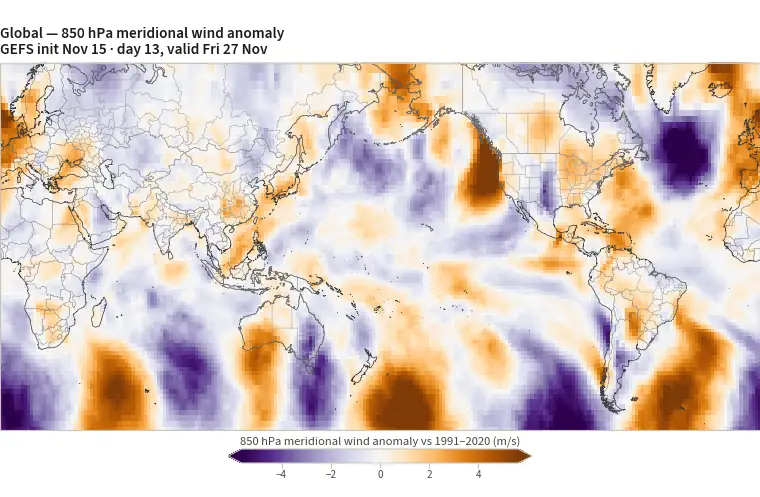 Global — 850 hPa meridional wind anomaly
GEFS init Nov 15 · day 13, valid Fri 27 Nov
850 hPa meridional wind anomaly vs 1991–2020 (m/s)
−4 −2 0 2 4